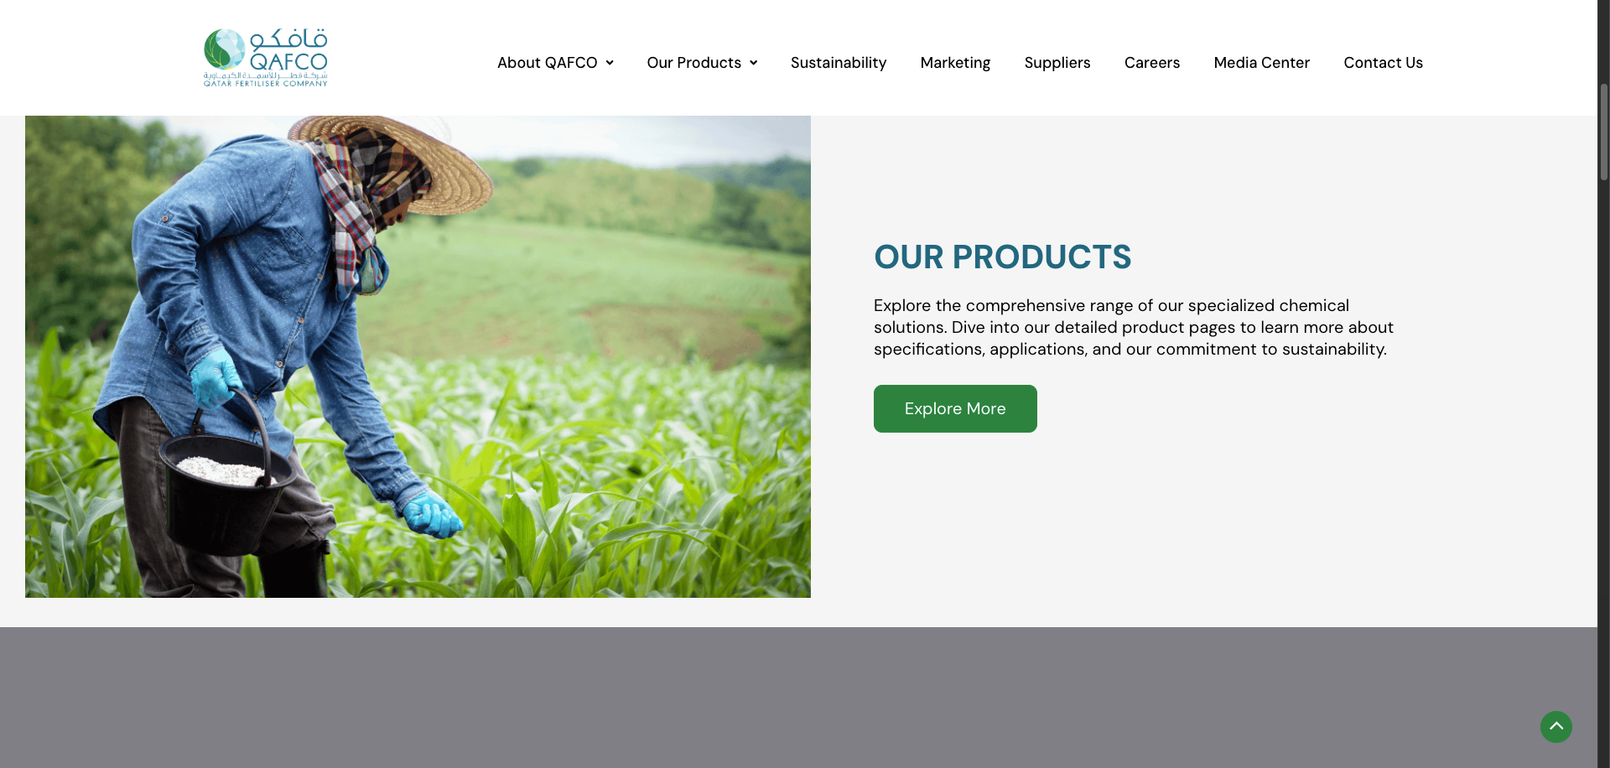 قافكو
QAFCO
شركة قطر للأسمدة الكيماوية
QATAR FERTILISER COMPANY
About QAFCO
Our Products
Sustainability
Marketing
Suppliers
Careers
Media Center
Contact Us
OUR PRODUCTS
Explore the comprehensive range of our specialized chemical
solutions. Dive into our detailed product pages to learn more about
specifications, applications, and our commitment to sustainability.
Explore More